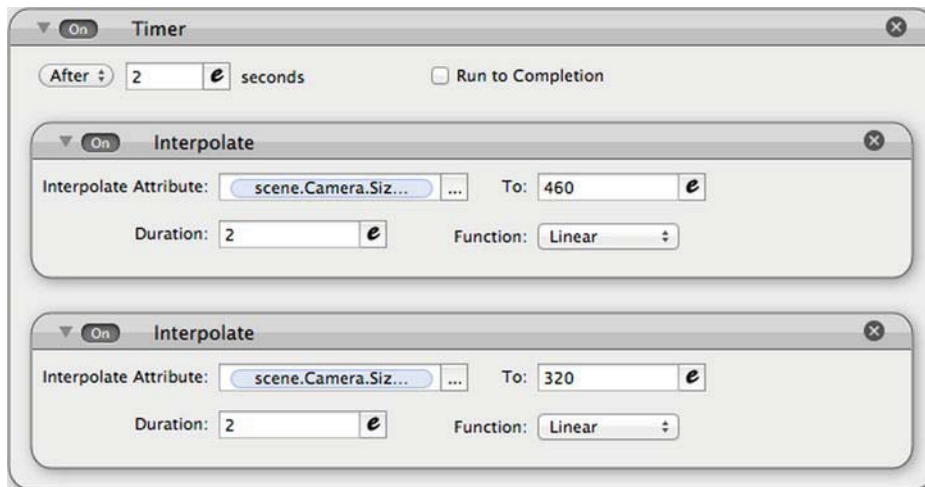 On Timer
After 2 e seconds Run to Completion
On Interpolate
Interpolate Attribute: scene.Camera.Siz... ... To: 460 e
Duration: 2 e Function: Linear
On Interpolate
Interpolate Attribute: scene.Camera.Siz... ... To: 320 e
Duration: 2 e Function: Linear